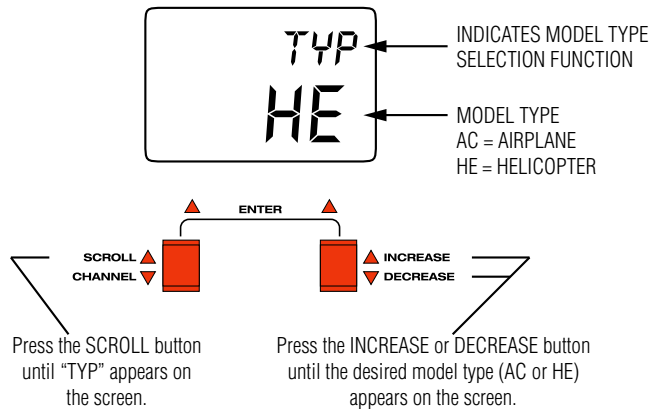 TYP
INDICATES MODEL TYPE
SELECTION FUNCTION
HE
MODEL TYPE
AC = AIRPLANE
HE = HELICOPTER
ENTER
SCROLL
CHANNEL
INCREASE
DECREASE
Press the SCROLL button
until “TYP” appears on
the screen.
Press the INCREASE or DECREASE button
until the desired model type (AC or HE)
appears on the screen.